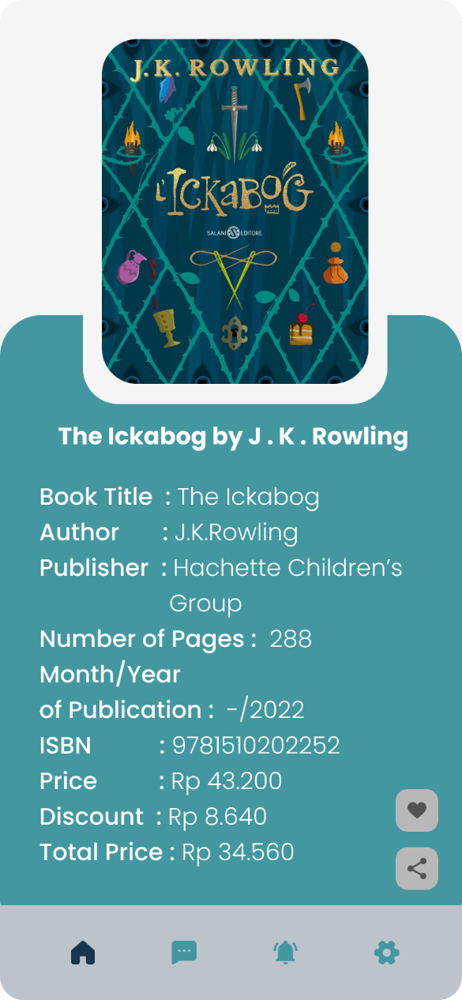 J.K. ROWLING
L'ICKABOG
SALANI EDITORE
The Ickabog by J . K . Rowling
Book Title : The Ickabog
Author : J.K.Rowling
Publisher : Hachette Children’s
Group
Number of Pages : 288
Month/Year
of Publication : -/2022
ISBN : 9781510202252
Price : Rp 43.200
Discount : Rp 8.640
Total Price : Rp 34.560